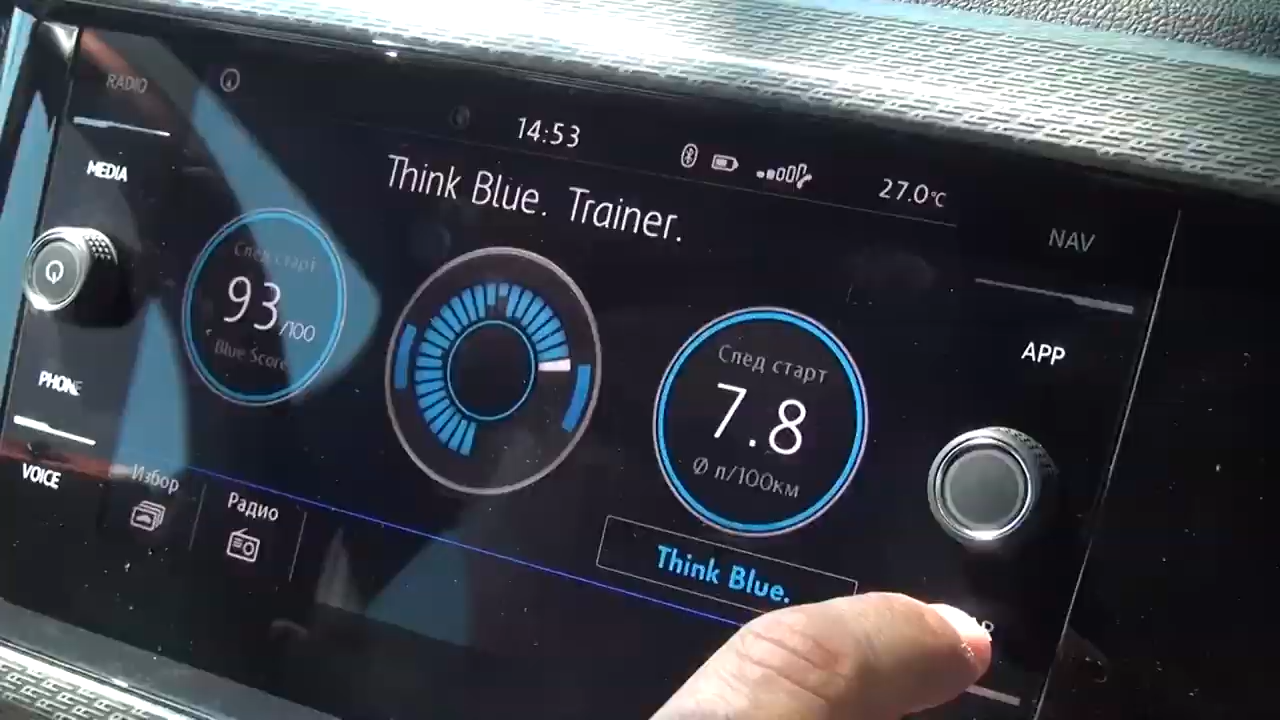 RADIO
14:53
27.0°C
MEDIA
Think Blue. Trainer.
NAV
След старт
93/100
Blue Score
PHONE
VOICE
След старт
7.8
Ø л/100км
APP
Избор
Радио
Think Blue.